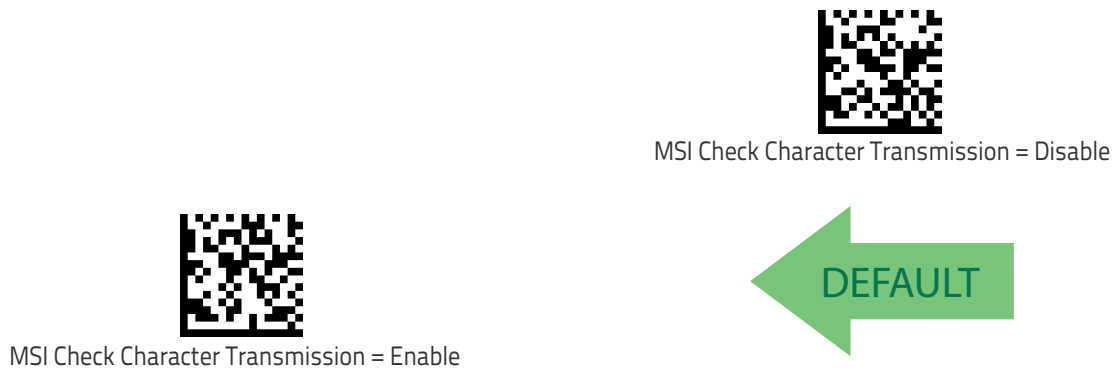 MSI Check Character Transmission = Disable
DEFAULT
MSI Check Character Transmission = Enable